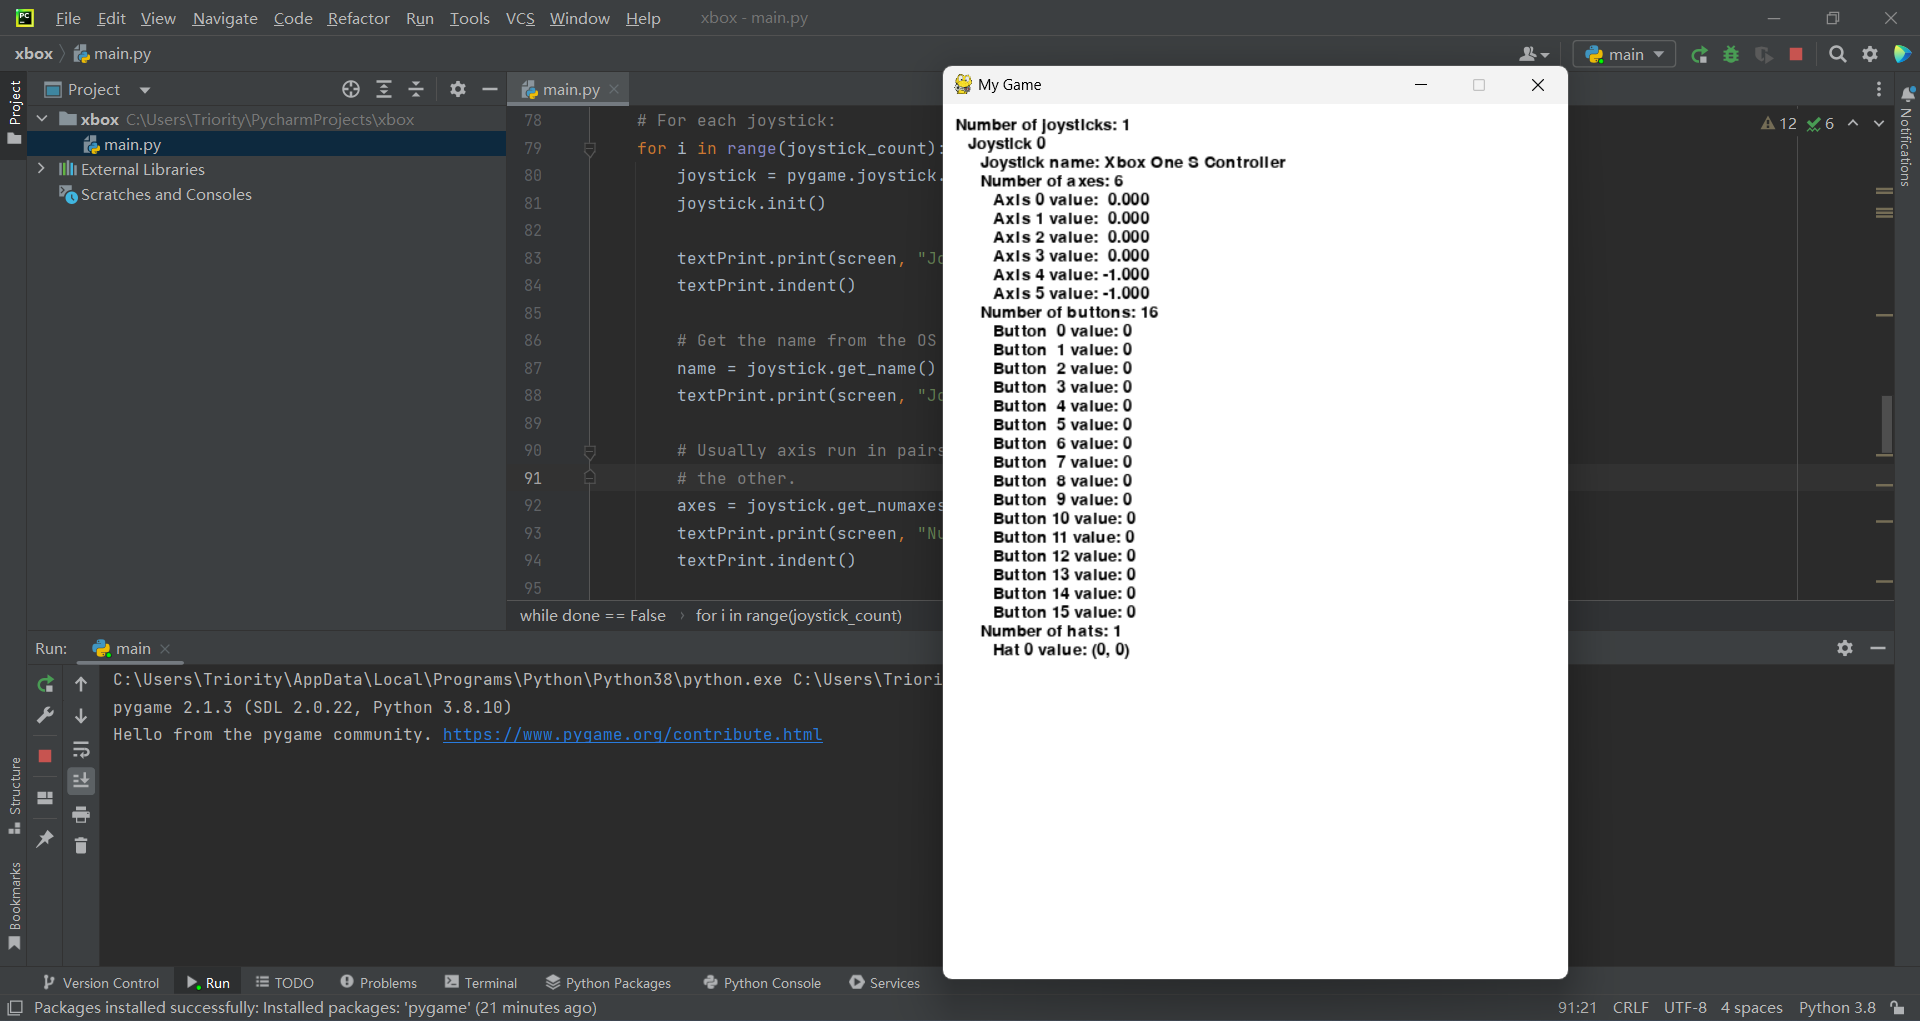 File Edit View Navigate Code Refactor Run Tools VCS Window Help xbox - main.py
xbox main.py
main
Project
Project
main.py
xbox C:\Users\Triority\PycharmProjects\xbox
main.py
External Libraries
Scratches and Consoles
78 # For each joystick:
79 for i in range(joystick_count):
80 joystick = pygame.joystick.
81 joystick.init()
82
83 textPrint.print(screen, "Jo
84 textPrint.indent()
85
86 # Get the name from the OS
87 name = joystick.get_name()
88 textPrint.print(screen, "Jo
89
90 # Usually axis run in pairs
91 # the other.
92 axes = joystick.get_numaxes
93 textPrint.print(screen, "Nu
94 textPrint.indent()
95
while done == False › for i in range(joystick_count)
12 6
Notifications
My Game
Number of joysticks: 1
Joystick 0
Joystick name: Xbox One S Controller
Number of axes: 6
Axis 0 value: 0.000
Axis 1 value: 0.000
Axis 2 value: 0.000
Axis 3 value: 0.000
Axis 4 value: -1.000
Axis 5 value: -1.000
Number of buttons: 16
Button 0 value: 0
Button 1 value: 0
Button 2 value: 0
Button 3 value: 0
Button 4 value: 0
Button 5 value: 0
Button 6 value: 0
Button 7 value: 0
Button 8 value: 0
Button 9 value: 0
Button 10 value: 0
Button 11 value: 0
Button 12 value: 0
Button 13 value: 0
Button 14 value: 0
Button 15 value: 0
Number of hats: 1
Hat 0 value: (0, 0)
Run: main
C:\Users\Triority\AppData\Local\Programs\Python\Python38\python.exe C:\Users\Triori
pygame 2.1.3 (SDL 2.0.22, Python 3.8.10)
Hello from the pygame community. https://www.pygame.org/contribute.html
Structure
Bookmarks
Version Control Run TODO Problems Terminal Python Packages Python Console Services
Packages installed successfully: Installed packages: 'pygame' (21 minutes ago) 91:21 CRLF UTF-8 4 spaces Python 3.8